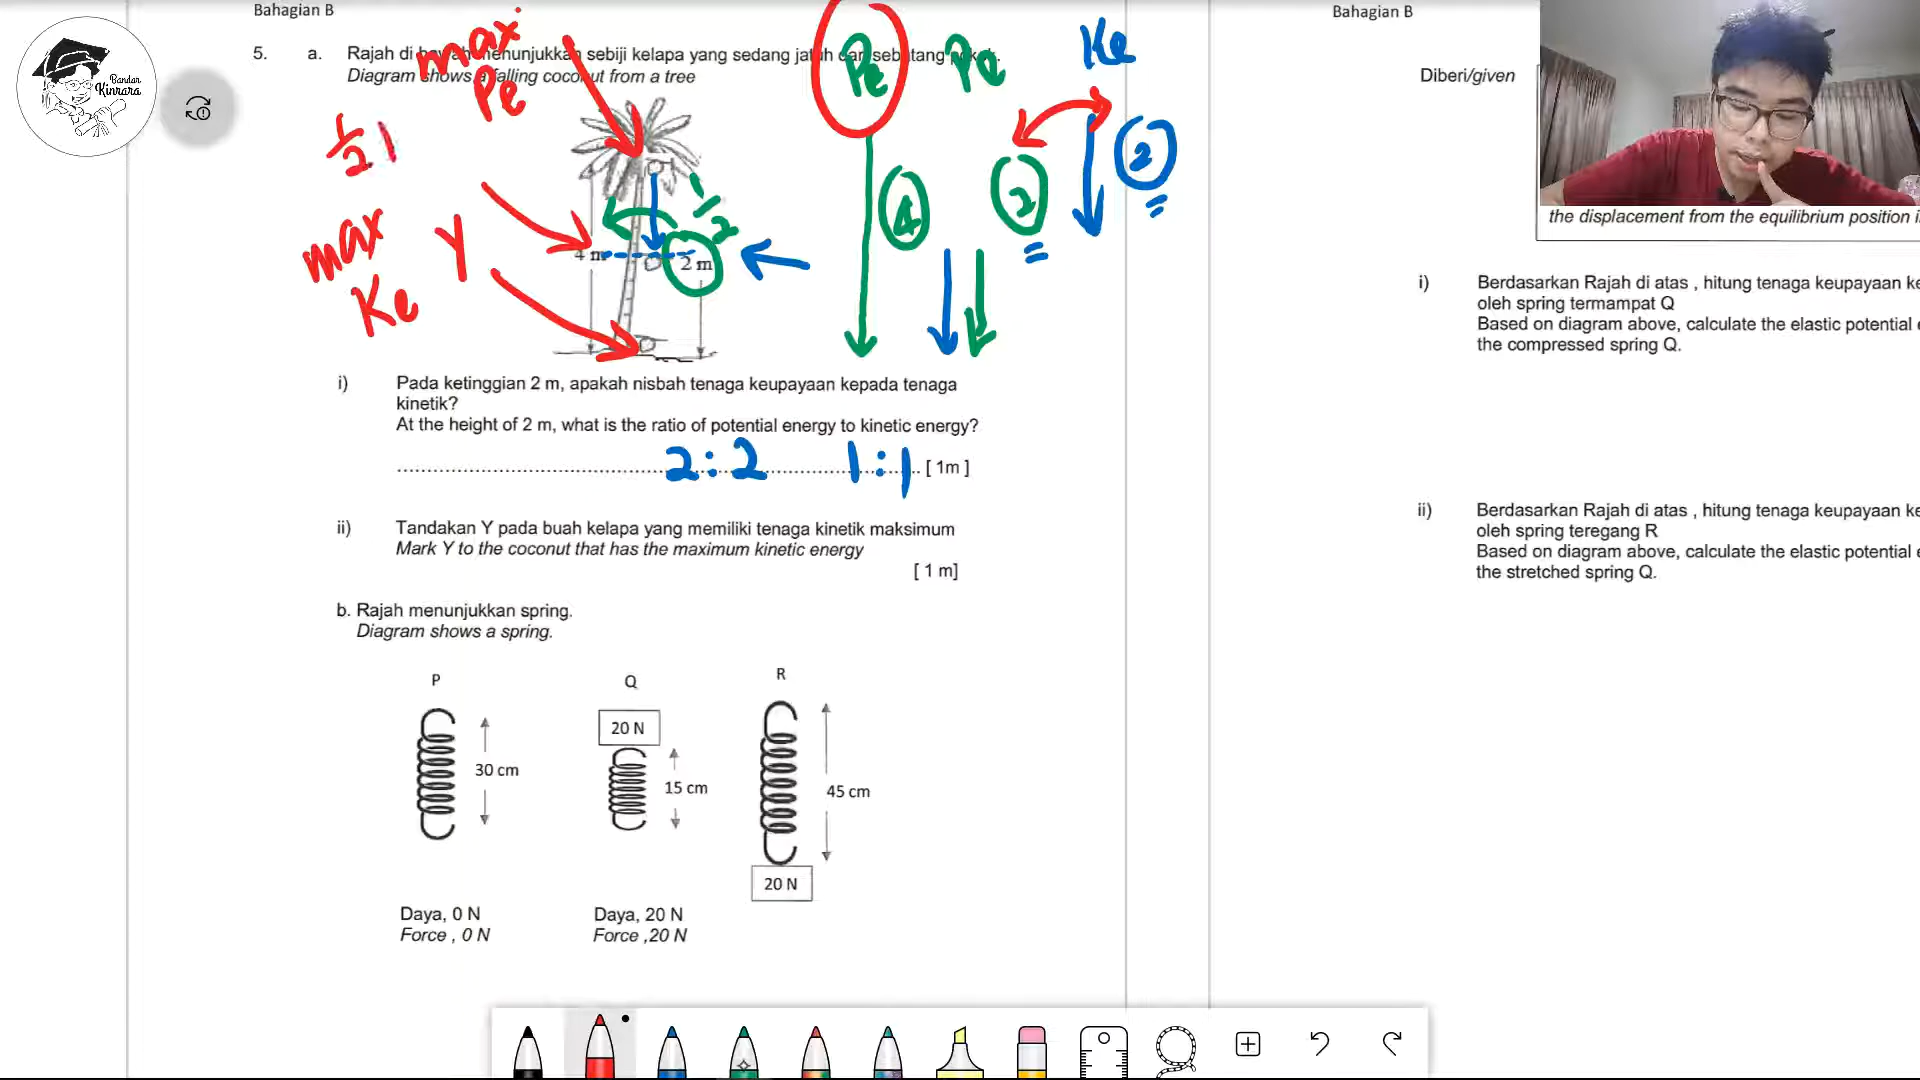 Bandar
Kinrara
Bahagian B
5. a. Rajah di menunjukkan sebiji kelapa yang sedang jatuh dari sebatang
Diagram shows a falling coconut from a tree
max
Pe
Pe
Pe
Ke
1/2
max
Ke
Y
1/2
4
2
2
4 m
2 m
i) Pada ketinggian 2 m, apakah nisbah tenaga keupayaan kepada tenaga
kinetik?
At the height of 2 m, what is the ratio of potential energy to kinetic energy?
2:2 1:1 [ 1m ]
ii) Tandakan Y pada buah kelapa yang memiliki tenaga kinetik maksimum
Mark Y to the coconut that has the maximum kinetic energy
[ 1 m]
b. Rajah menunjukkan spring.
Diagram shows a spring.
P
Q
R
20 N
30 cm
15 cm
45 cm
20 N
Daya, 0 N
Force , 0 N
Daya, 20 N
Force ,20 N
Bahagian B
Diberi/given
the displacement from the equilibrium position
i) Berdasarkan Rajah di atas , hitung tenaga keupayaan ke
oleh spring termampat Q
Based on diagram above, calculate the elastic potential
the compressed spring Q.
ii) Berdasarkan Rajah di atas , hitung tenaga keupayaan ke
oleh spring teregang R
Based on diagram above, calculate the elastic potential
the stretched spring Q.